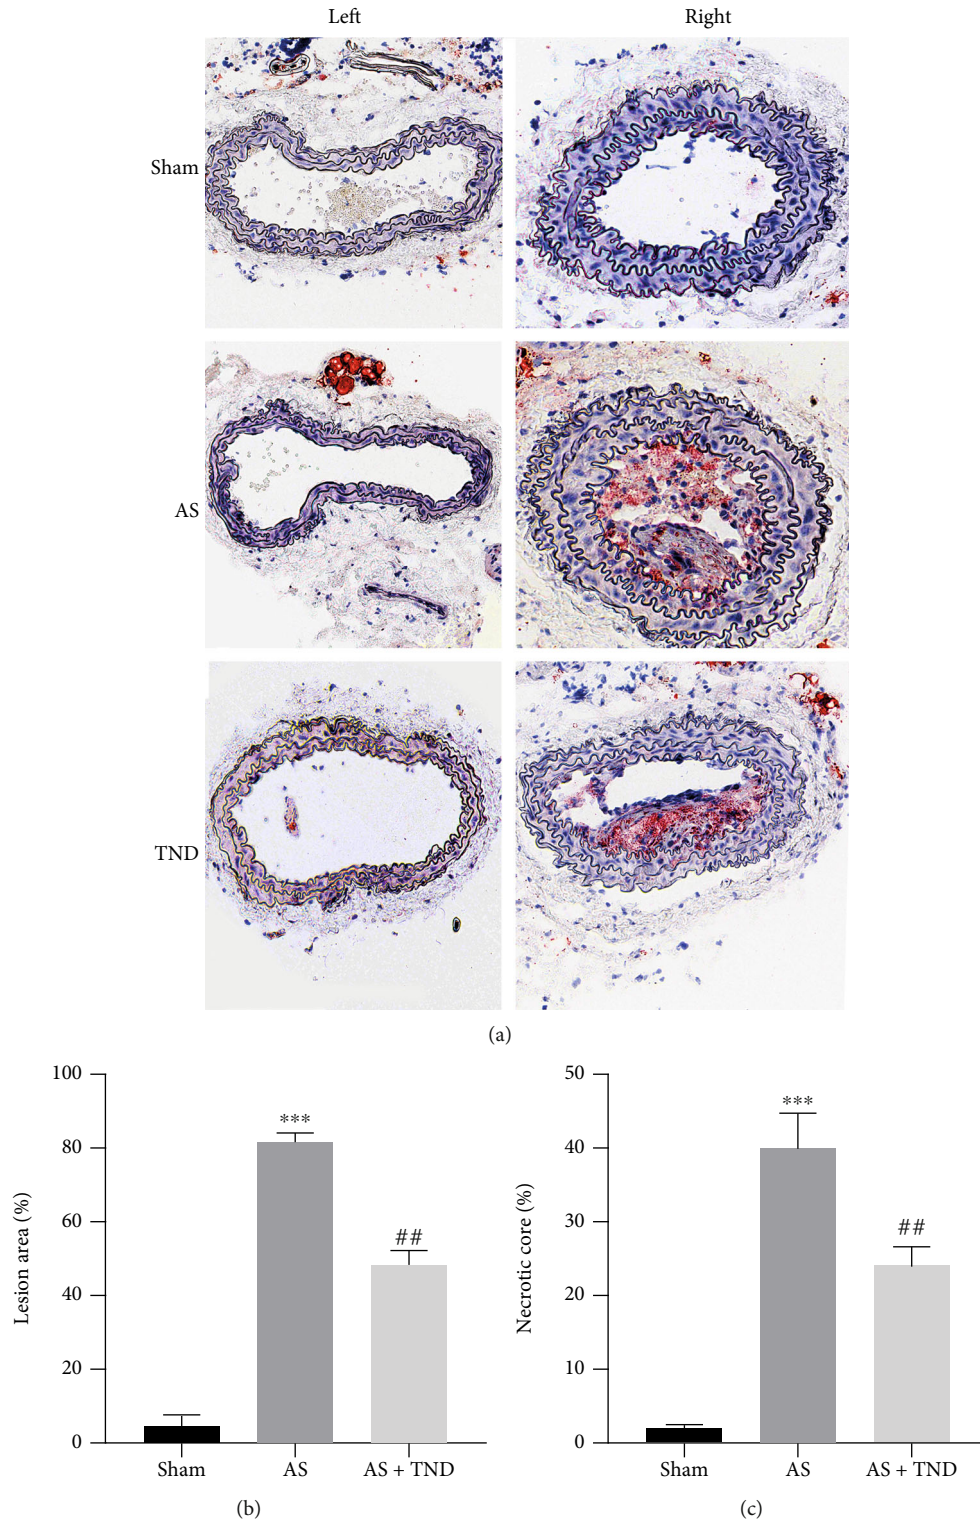 Left Right
Sham
AS
TND
(a)
100
80
60
40
20
0
Lesion area (%)
***
##
Sham AS AS + TND
(b)
50
40
30
20
10
0
Necrotic core (%)
***
##
Sham AS AS + TND
(c)